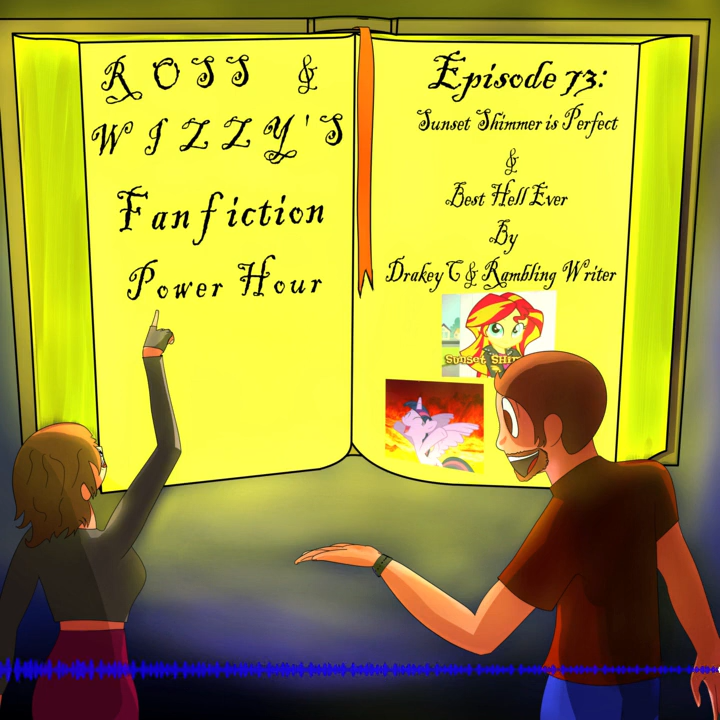 ROSS &
WIZZY'S
Fanfiction
Power Hour
Episode 73:
Sunset Shimmer is Perfect
&
Best Hell Ever
By
Drakey C & Rambling Writer